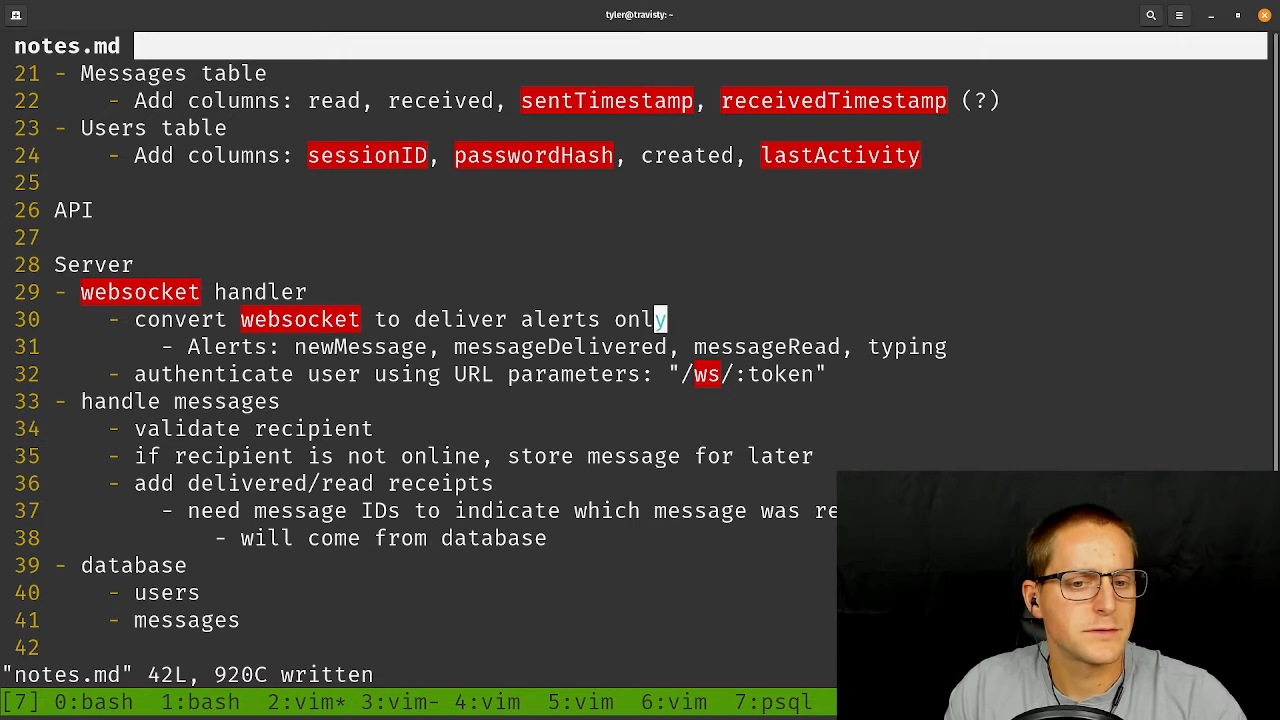 tyler@travisty: ~
notes.md
21 - Messages table
22 - Add columns: read, received, sentTimestamp, receivedTimestamp (?)
23 - Users table
24 - Add columns: sessionID, passwordHash, created, lastActivity
25
26 API
27
28 Server
29 - websocket handler
30 - convert websocket to deliver alerts only
31 - Alerts: newMessage, messageDelivered, messageRead, typing
32 - authenticate user using URL parameters: "/ws/:token"
33 - handle messages
34 - validate recipient
35 - if recipient is not online, store message for later
36 - add delivered/read receipts
37 - need message IDs to indicate which message was re
38 - will come from database
39 - database
40 - users
41 - messages
42
"notes.md" 42L, 920C written
[7] 0:bash 1:bash 2:vim* 3:vim- 4:vim 5:vim 6:vim 7:psql